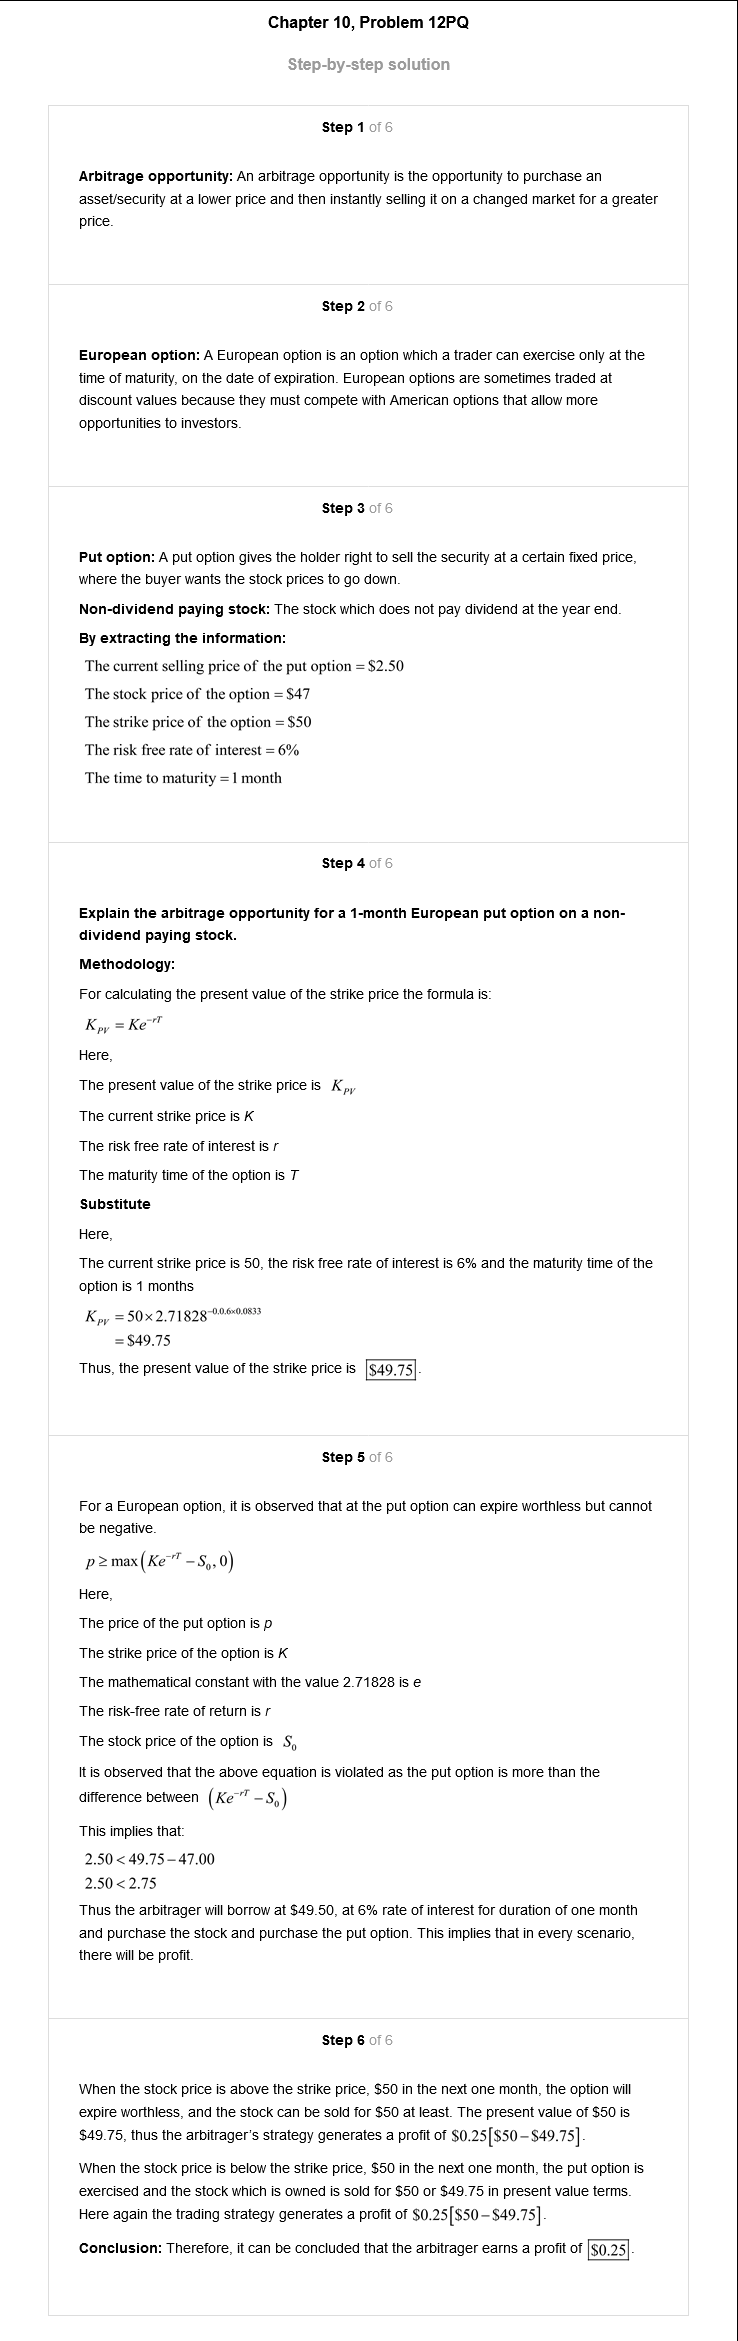 Chapter 10, Problem 12PQ
Step-by-step solution
Step 1 of 6
Arbitrage opportunity: An arbitrage opportunity is the opportunity to purchase an
asset/security at a lower price and then instantly selling it on a changed market for a greater
price.
Step 2 of 6
European option: A European option is an option which a trader can exercise only at the
time of maturity, on the date of expiration. European options are sometimes traded at
discount values because they must compete with American options that allow more
opportunities to investors.
Step 3 of 6
Put option: A put option gives the holder right to sell the security at a certain fixed price,
where the buyer wants the stock prices to go down.
Non-dividend paying stock: The stock which does not pay dividend at the year end.
By extracting the information:
The current selling price of the put option = $2.50
The stock price of the option = $47
The strike price of the option = $50
The risk free rate of interest = 6%
The time to maturity = 1 month
Step 4 of 6
Explain the arbitrage opportunity for a 1-month European put option on a non-
dividend paying stock.
Methodology:
For calculating the present value of the strike price the formula is:
K_PV = Ke^{-rT}
Here,
The present value of the strike price is K_PV
The current strike price is K
The risk free rate of interest is r
The maturity time of the option is T
Substitute
Here,
The current strike price is 50, the risk free rate of interest is 6% and the maturity time of the
option is 1 months
K_PV = 50×2.71828^{-0.0.6×0.0833}
= $49.75
Thus, the present value of the strike price is $49.75.
Step 5 of 6
For a European option, it is observed that at the put option can expire worthless but cannot
be negative.
p ≥ max(Ke^{-rT} − S_0, 0)
Here,
The price of the put option is p
The strike price of the option is K
The mathematical constant with the value 2.71828 is e
The risk-free rate of return is r
The stock price of the option is S_0
It is observed that the above equation is violated as the put option is more than the
difference between (Ke^{-rT} − S_0)
This implies that:
2.50 < 49.75 − 47.00
2.50 < 2.75
Thus the arbitrager will borrow at $49.50, at 6% rate of interest for duration of one month
and purchase the stock and purchase the put option. This implies that in every scenario,
there will be profit.
Step 6 of 6
When the stock price is above the strike price, $50 in the next one month, the option will
expire worthless, and the stock can be sold for $50 at least. The present value of $50 is
$49.75, thus the arbitrager's strategy generates a profit of $0.25[$50 − $49.75].
When the stock price is below the strike price, $50 in the next one month, the put option is
exercised and the stock which is owned is sold for $50 or $49.75 in present value terms.
Here again the trading strategy generates a profit of $0.25[$50 − $49.75].
Conclusion: Therefore, it can be concluded that the arbitrager earns a profit of $0.25.